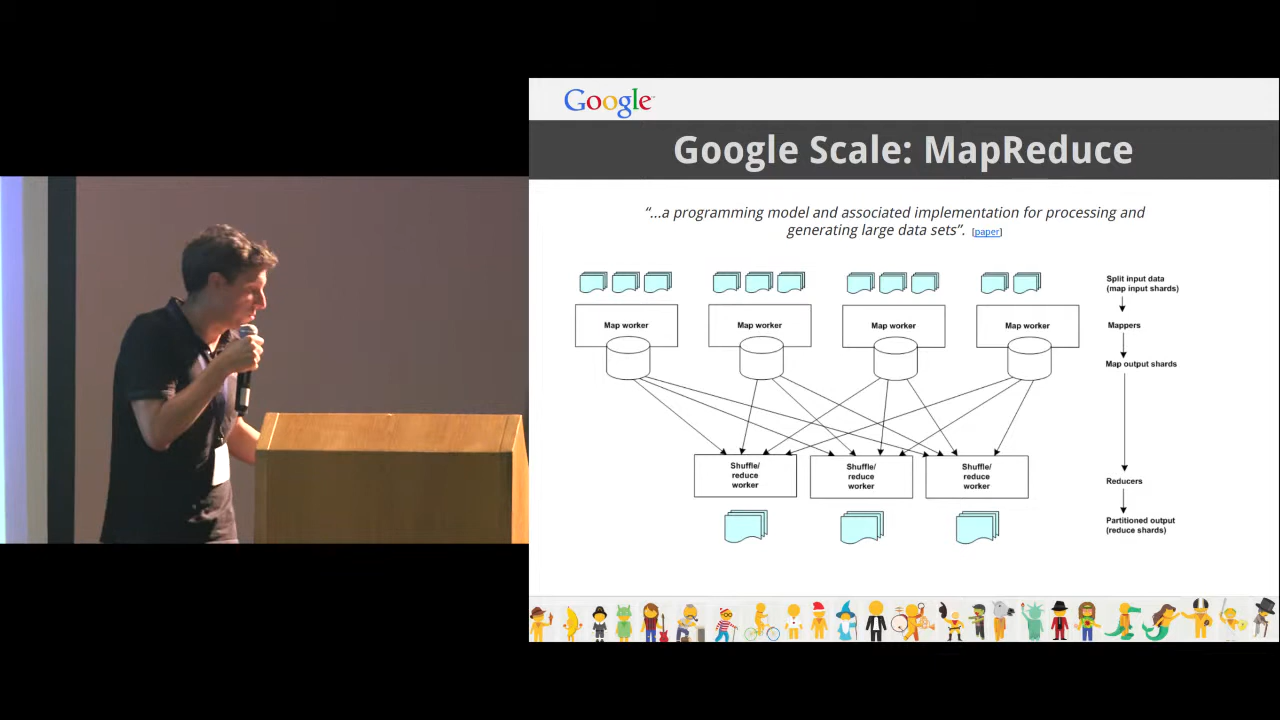 Google
Google Scale: MapReduce
“...a programming model and associated implementation for processing and
generating large data sets”. [paper]
Split input data
(map input shards)
Map worker
Map worker
Map worker
Map worker
Mappers
Map output shards
Shuffle/
reduce
worker
Shuffle/
reduce
worker
Shuffle/
reduce
worker
Reducers
Partitioned output
(reduce shards)